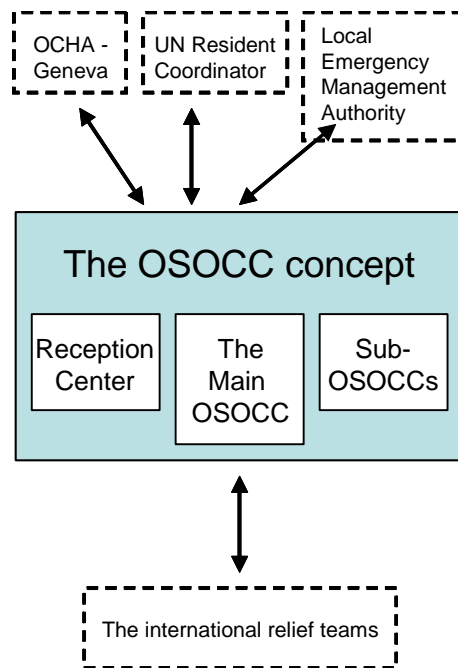 OCHA -
Geneva
UN Resident
Coordinator
Local
Emergency
Management
Authority
The OSOCC concept
Reception
Center
The
Main
OSOCC
Sub-
OSOCCs
The international relief teams